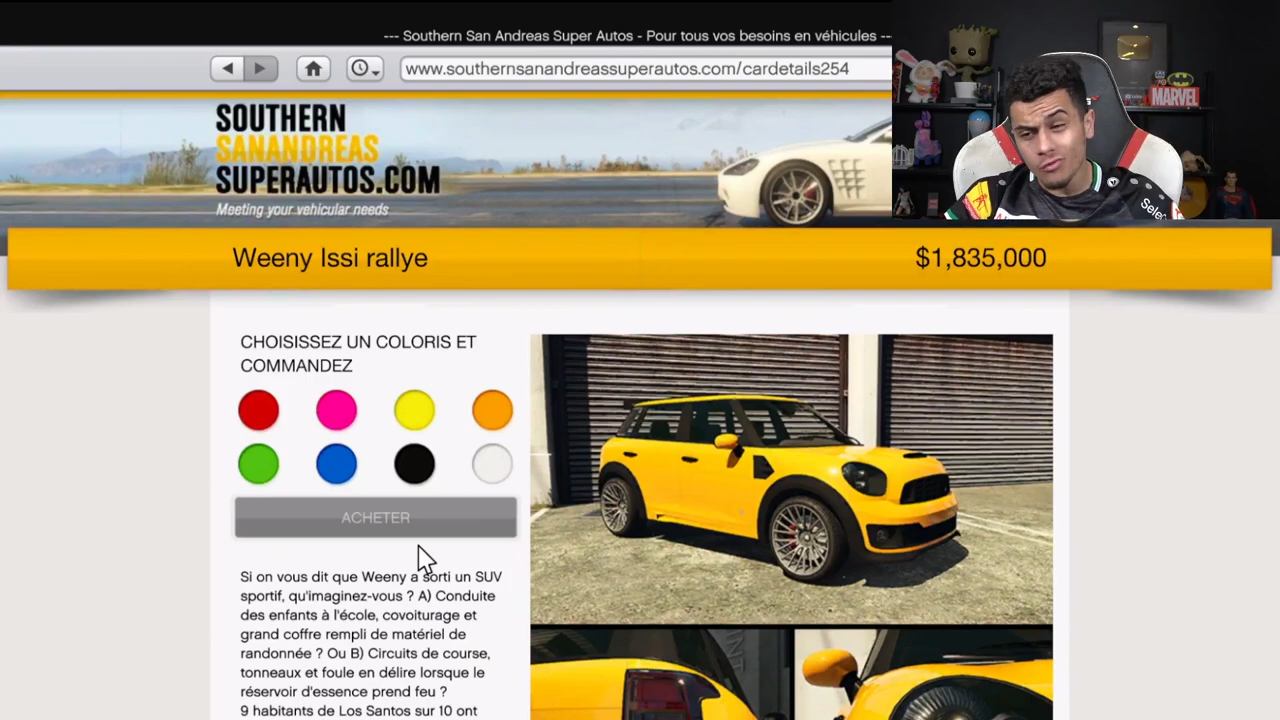 --- Southern San Andreas Super Autos - Pour tous vos besoins en véhicules --
www.southernsanandreassuperautos.com/cardetails254
SOUTHERN
SANANDREAS
SUPERAUTOS.COM
Meeting your vehicular needs
MARVEL
Selec
Weeny Issi rallye
$1,835,000
CHOISISSEZ UN COLORIS ET
COMMANDEZ
ACHETER
Si on vous dit que Weeny a sorti un SUV
sportif, qu'imaginez-vous ? A) Conduite
des enfants à l'école, covoiturage et
grand coffre rempli de matériel de
randonnée ? Ou B) Circuits de course,
tonneaux et foule en délire lorsque le
réservoir d'essence prend feu ?
9 habitants de Los Santos sur 10 ont